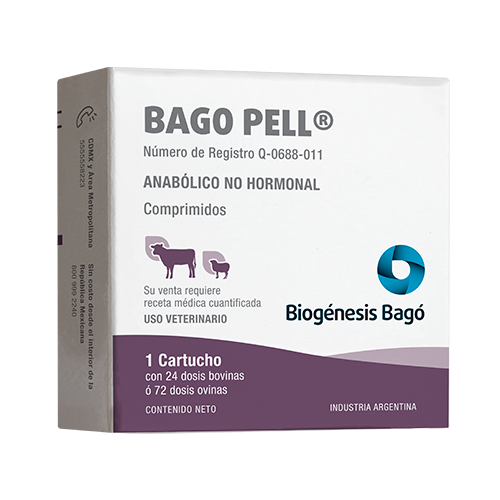 BAGO PELL®
Número de Registro Q-0688-011
ANABÓLICO NO HORMONAL
Comprimidos
Su venta requiere
receta médica cuantificada
USO VETERINARIO
Biogénesis Bagó
1 Cartucho
con 24 dosis bovinas
ó 72 dosis ovinas
CONTENIDO NETO
INDUSTRIA ARGENTINA
CDMX y Área Metropolitana
5555558223
Sin costo desde el interior de la
República Mexicana
800 999 2240